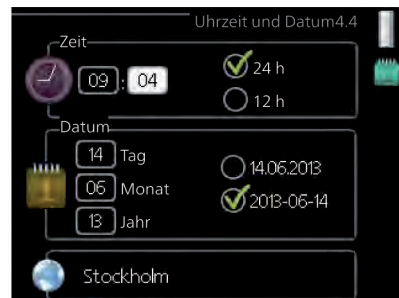 Uhrzeit und Datum4.4
Zeit
09 : 04
24 h
12 h
Datum
14 Tag
06 Monat
13 Jahr
14.06.2013
2013-06-14
Stockholm